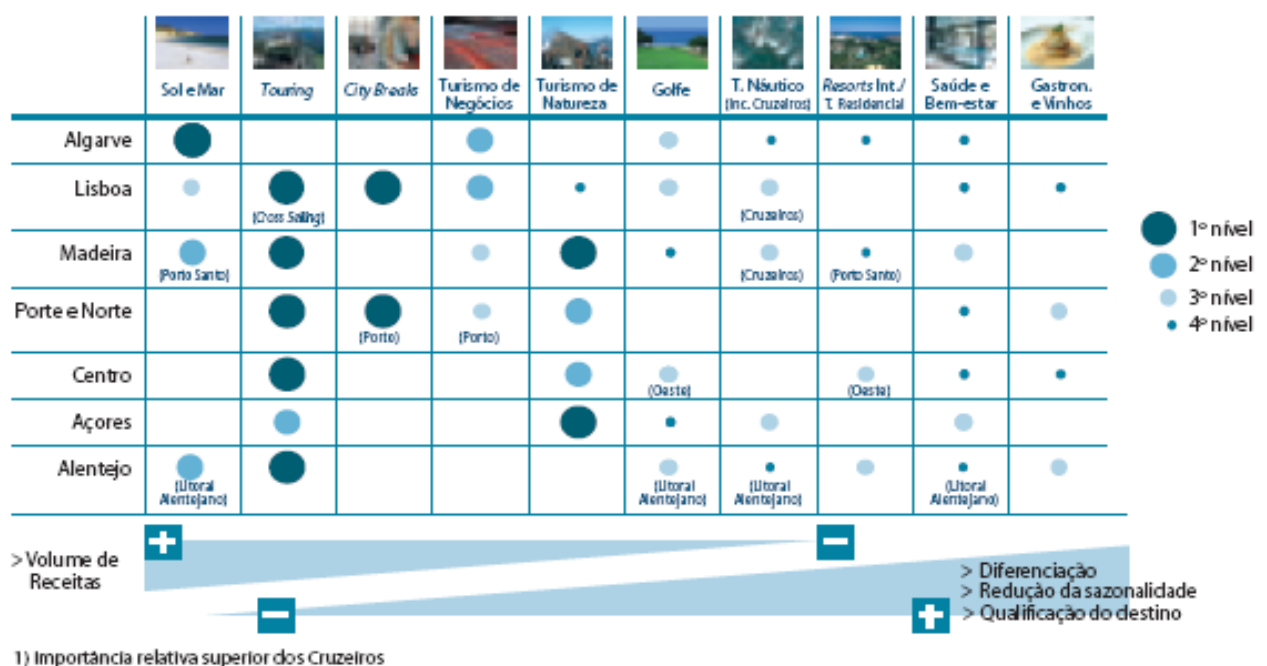 Sol e Mar
Touring
City Breaks
Turismo de
Negócios
Turismo de
Natureza
Golfe
T. Náutico
(Inc. Cruzeiros)
Resorts Int./
T. Residencial
Saúde e
Bem-estar
Gastron.
e Vinhos
Algarve
Lisboa
(Cross Selling)
(Cruzeiros)
Madeira
(Porto Santo)
(Cruzeiros)
(Porto Santo)
Porte e Norte
(Porto)
(Porto)
Centro
(Oeste)
(Oeste)
Açores
Alentejo
(Litoral
Alentejano)
(Litoral
Alentejano)
(Litoral
Alentejano)
(Litoral
Alentejano)
1º nível
2º nível
3º nível
4º nível
+
−
> Volume de
Receitas
−
+
> Diferenciação
> Redução da sazonalidade
> Qualificação do destino
1) Importância relativa superior dos Cruzeiros